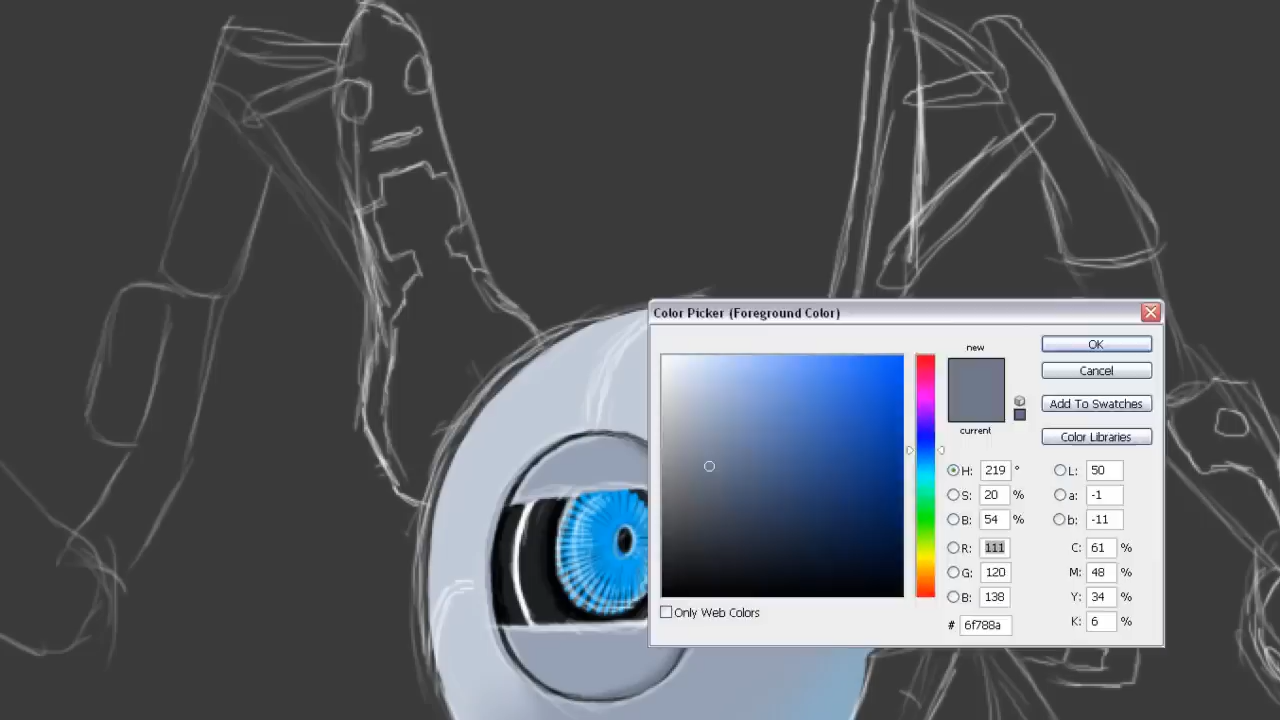 Color Picker (Foreground Color)
new
current
OK
Cancel
Add To Swatches
Color Libraries
H: 219 °
S: 20 %
B: 54 %
R: 111
G: 120
B: 138
# 6f788a
L: 50
a: -1
b: -11
C: 61 %
M: 48 %
Y: 34 %
K: 6 %
Only Web Colors